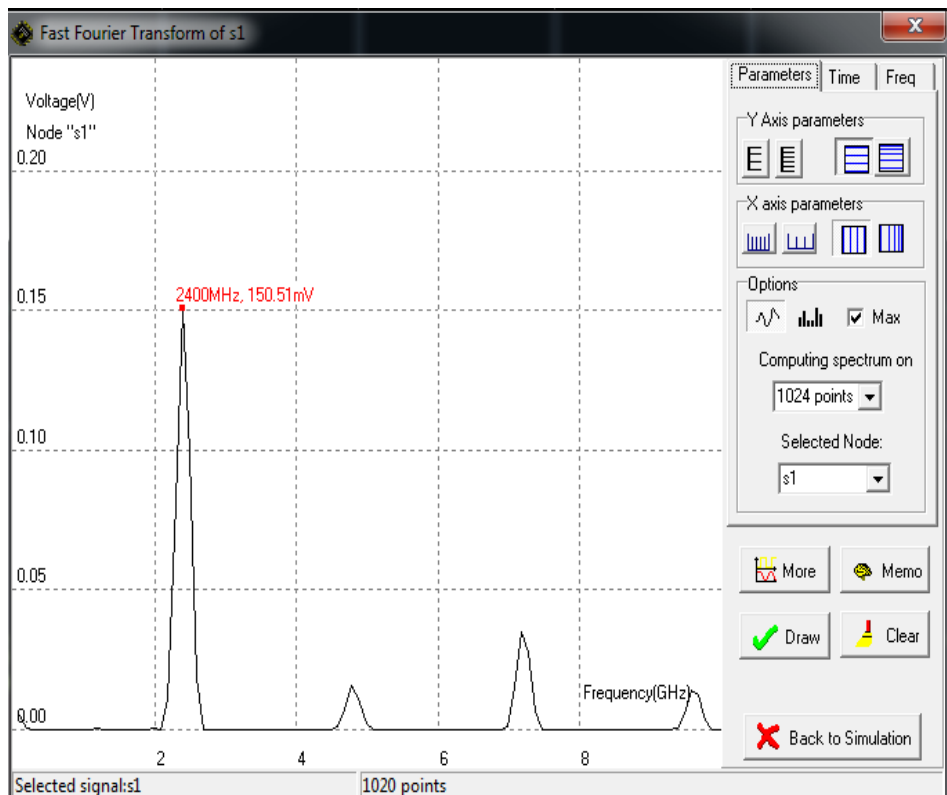 Fast Fourier Transform of s1
x
Voltage(V)
Node "s1"
0.20
0.15
0.10
0.05
0.00
2400MHz, 150.51mV
Frequency(GHz)
2 4 6 8
Parameters Time Freq
Y Axis parameters
X axis parameters
Options
Max
Computing spectrum on
1024 points
Selected Node:
s1
More Memo
Draw Clear
Back to Simulation
Selected signal:s1 1020 points